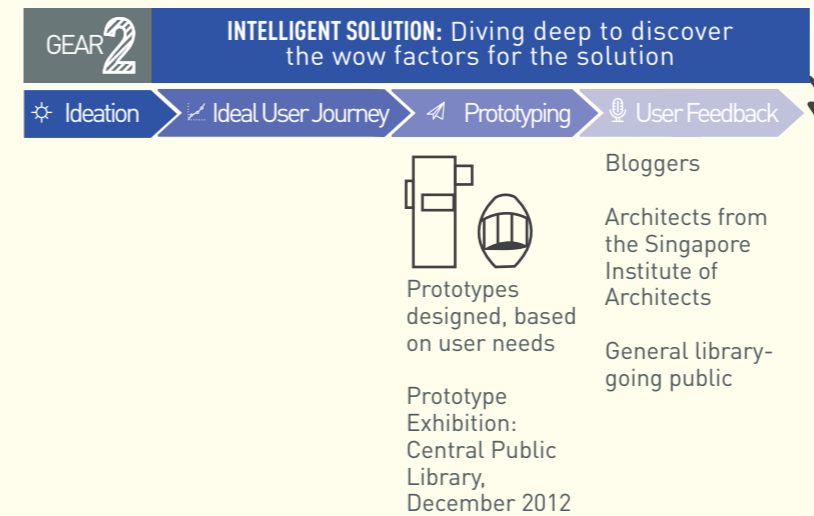 GEAR 2
INTELLIGENT SOLUTION: Diving deep to discover
the wow factors for the solution
Ideation
Ideal User Journey
Prototyping
User Feedback
Prototypes
designed, based
on user needs
Prototype
Exhibition:
Central Public
Library,
December 2012
Bloggers
Architects from
the Singapore
Institute of
Architects
General library-
going public